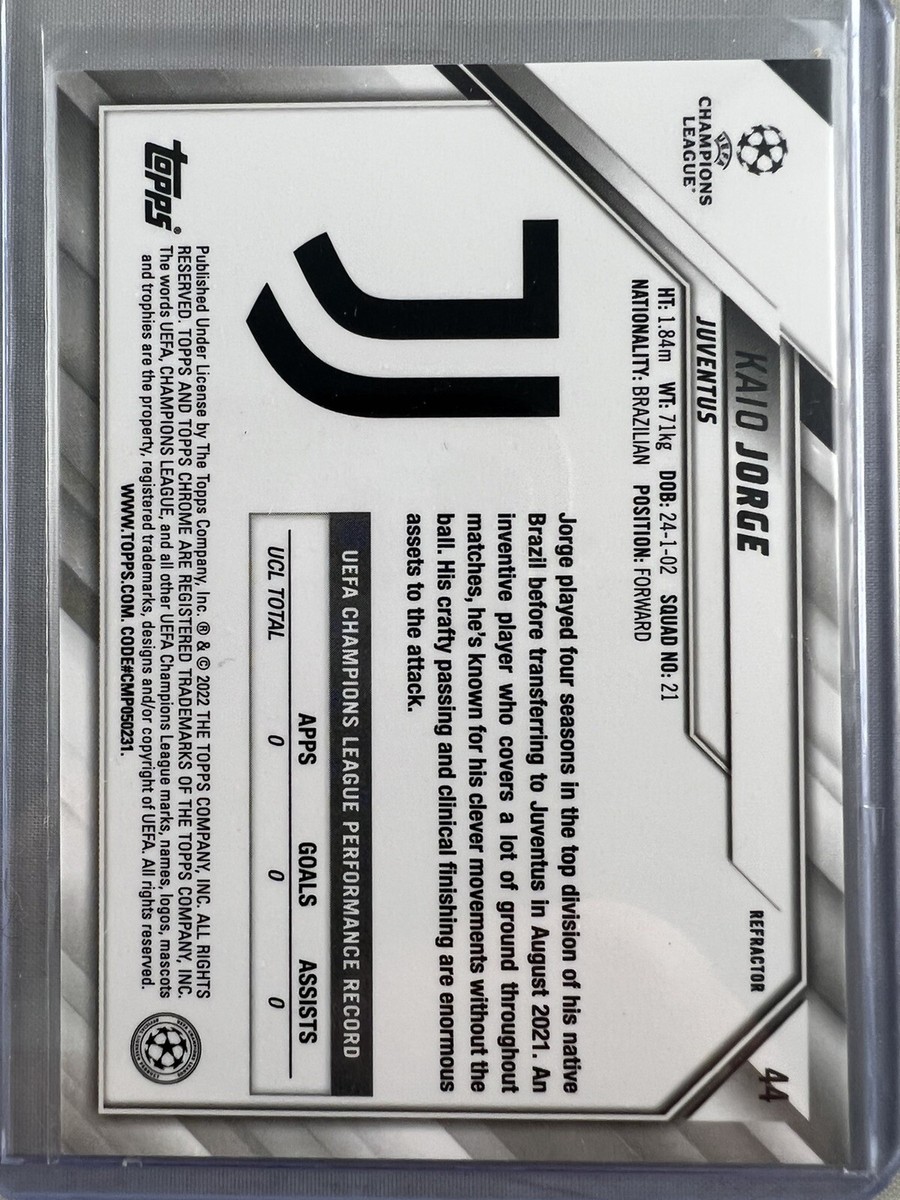 UEFA
CHAMPIONS
LEAGUE®
KAIO JORGE
JUVENTUS
REFRACTOR
44
HT: 1.84m WT: 71kg DOB: 24-1-02 SQUAD NO: 21
NATIONALITY: BRAZILIAN POSITION: FORWARD
Jorge played four seasons in the top division of his native
Brazil before transferring to Juventus in August 2021. An
inventive player who covers a lot of ground throughout
matches, he's known for his clever movements without the
ball. His crafty passing and clinical finishing are enormous
assets to the attack.
UEFA CHAMPIONS LEAGUE PERFORMANCE RECORD
APPS GOALS ASSISTS
UCL TOTAL 0 0 0
topps®
Published Under License by The Topps Company, Inc. ® & © 2022 THE TOPPS COMPANY, INC. ALL RIGHTS
RESERVED. TOPPS AND TOPPS CHROME ARE REGISTERED TRADEMARKS OF THE TOPPS COMPANY, INC.
The words UEFA, CHAMPIONS LEAGUE, and all other UEFA Champions League marks, names, logos, mascots
and trophies are the property, registered trademarks, designs and/or copyright of UEFA. All rights reserved.
WWW.TOPPS.COM. CODE#CMP050231.